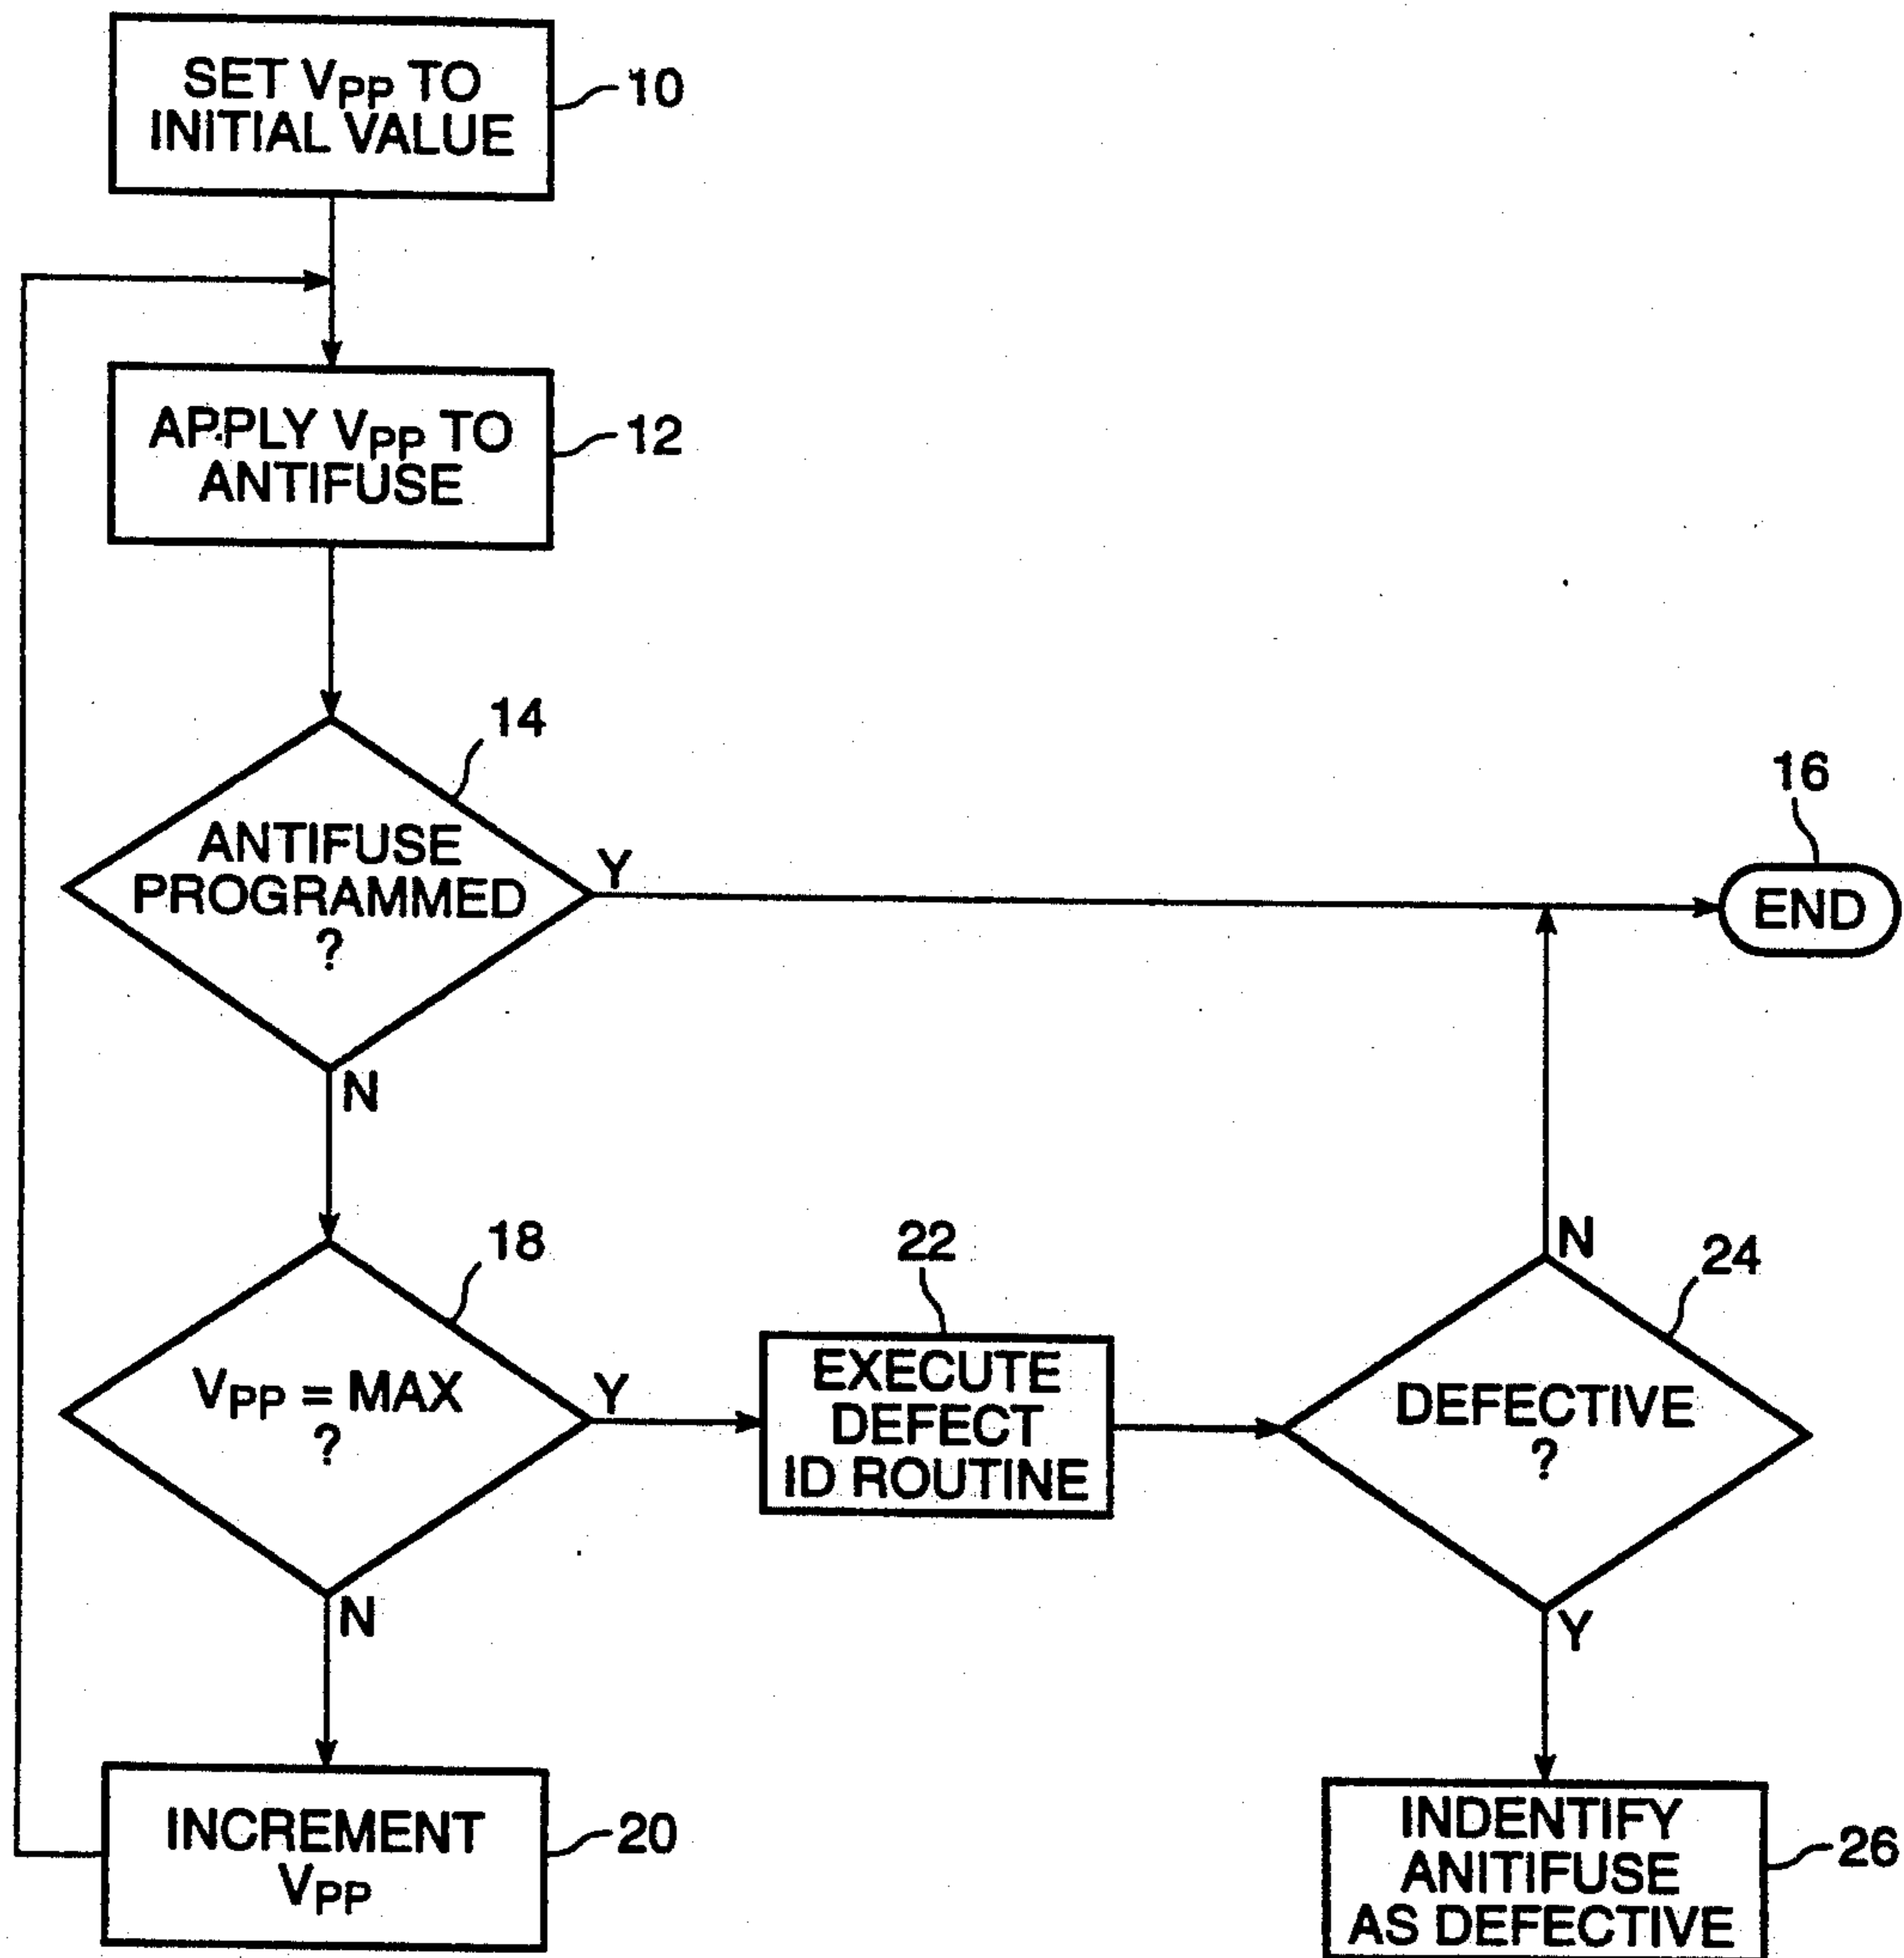 SET VPP TO
INITIAL VALUE
10
APPLY VPP TO
ANTIFUSE
12
14
ANTIFUSE
PROGRAMMED
?
Y
N
16
END
18
VPP = MAX
?
Y
N
22
EXECUTE
DEFECT
ID ROUTINE
24
DEFECTIVE
?
N
Y
INCREMENT
VPP
20
INDENTIFY
ANITIFUSE
AS DEFECTIVE
26